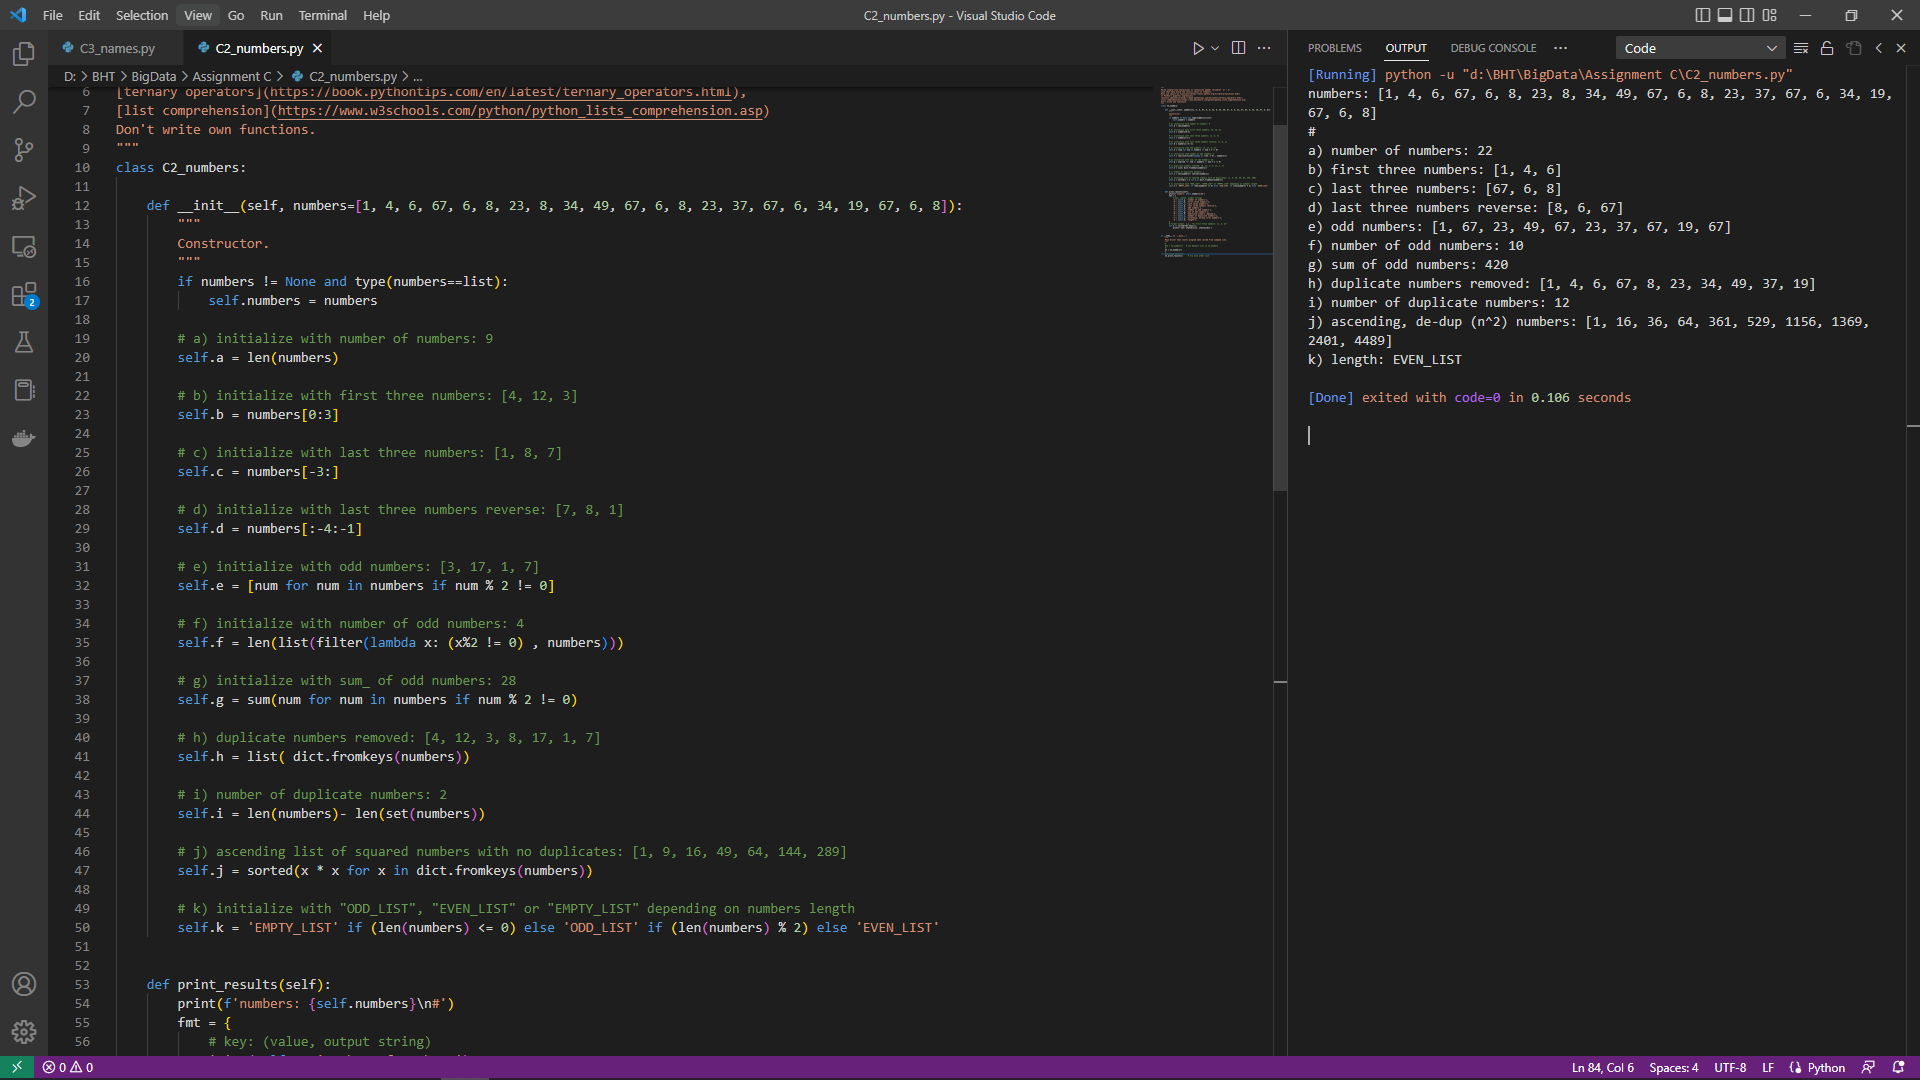 File Edit Selection View Go Run Terminal Help
C2_numbers.py - Visual Studio Code
C3_names.py
C2_numbers.py
D: > BHT > BigData > Assignment C > C2_numbers.py > ...
6 [ternary operators](https://book.pythontips.com/en/latest/ternary_operators.html),
7 [list comprehension](https://www.w3schools.com/python/python_lists_comprehension.asp)
8 Don't write own functions.
9 """
10 class C2_numbers:
11
12 def __init__(self, numbers=[1, 4, 6, 67, 6, 8, 23, 8, 34, 49, 67, 6, 8, 23, 37, 67, 6, 34, 19, 67, 6, 8]):
13 """
14 Constructor.
15 """
16 if numbers != None and type(numbers==list):
17 self.numbers = numbers
18
19 # a) initialize with number of numbers: 9
20 self.a = len(numbers)
21
22 # b) initialize with first three numbers: [4, 12, 3]
23 self.b = numbers[0:3]
24
25 # c) initialize with last three numbers: [1, 8, 7]
26 self.c = numbers[-3:]
27
28 # d) initialize with last three numbers reverse: [7, 8, 1]
29 self.d = numbers[:-4:-1]
30
31 # e) initialize with odd numbers: [3, 17, 1, 7]
32 self.e = [num for num in numbers if num % 2 != 0]
33
34 # f) initialize with number of odd numbers: 4
35 self.f = len(list(filter(lambda x: (x%2 != 0) , numbers)))
36
37 # g) initialize with sum_ of odd numbers: 28
38 self.g = sum(num for num in numbers if num % 2 != 0)
39
40 # h) duplicate numbers removed: [4, 12, 3, 8, 17, 1, 7]
41 self.h = list( dict.fromkeys(numbers))
42
43 # i) number of duplicate numbers: 2
44 self.i = len(numbers)- len(set(numbers))
45
46 # j) ascending list of squared numbers with no duplicates: [1, 9, 16, 49, 64, 144, 289]
47 self.j = sorted(x * x for x in dict.fromkeys(numbers))
48
49 # k) initialize with "ODD_LIST", "EVEN_LIST" or "EMPTY_LIST" depending on numbers length
50 self.k = 'EMPTY_LIST' if (len(numbers) <= 0) else 'ODD_LIST' if (len(numbers) % 2) else 'EVEN_LIST'
51
52
53 def print_results(self):
54 print(f'numbers: {self.numbers}\n#')
55 fmt = {
56 # key: (value, output string)
PROBLEMS OUTPUT DEBUG CONSOLE ...
Code
[Running] python -u "d:\BHT\BigData\Assignment C\C2_numbers.py"
numbers: [1, 4, 6, 67, 6, 8, 23, 8, 34, 49, 67, 6, 8, 23, 37, 67, 6, 34, 19,
67, 6, 8]
#
a) number of numbers: 22
b) first three numbers: [1, 4, 6]
c) last three numbers: [67, 6, 8]
d) last three numbers reverse: [8, 6, 67]
e) odd numbers: [1, 67, 23, 49, 67, 23, 37, 67, 19, 67]
f) number of odd numbers: 10
g) sum of odd numbers: 420
h) duplicate numbers removed: [1, 4, 6, 67, 8, 23, 34, 49, 37, 19]
i) number of duplicate numbers: 12
j) ascending, de-dup (n^2) numbers: [1, 16, 36, 64, 361, 529, 1156, 1369,
2401, 4489]
k) length: EVEN_LIST
[Done] exited with code=0 in 0.106 seconds
2
0 0
Ln 84, Col 6 Spaces: 4 UTF-8 LF Python